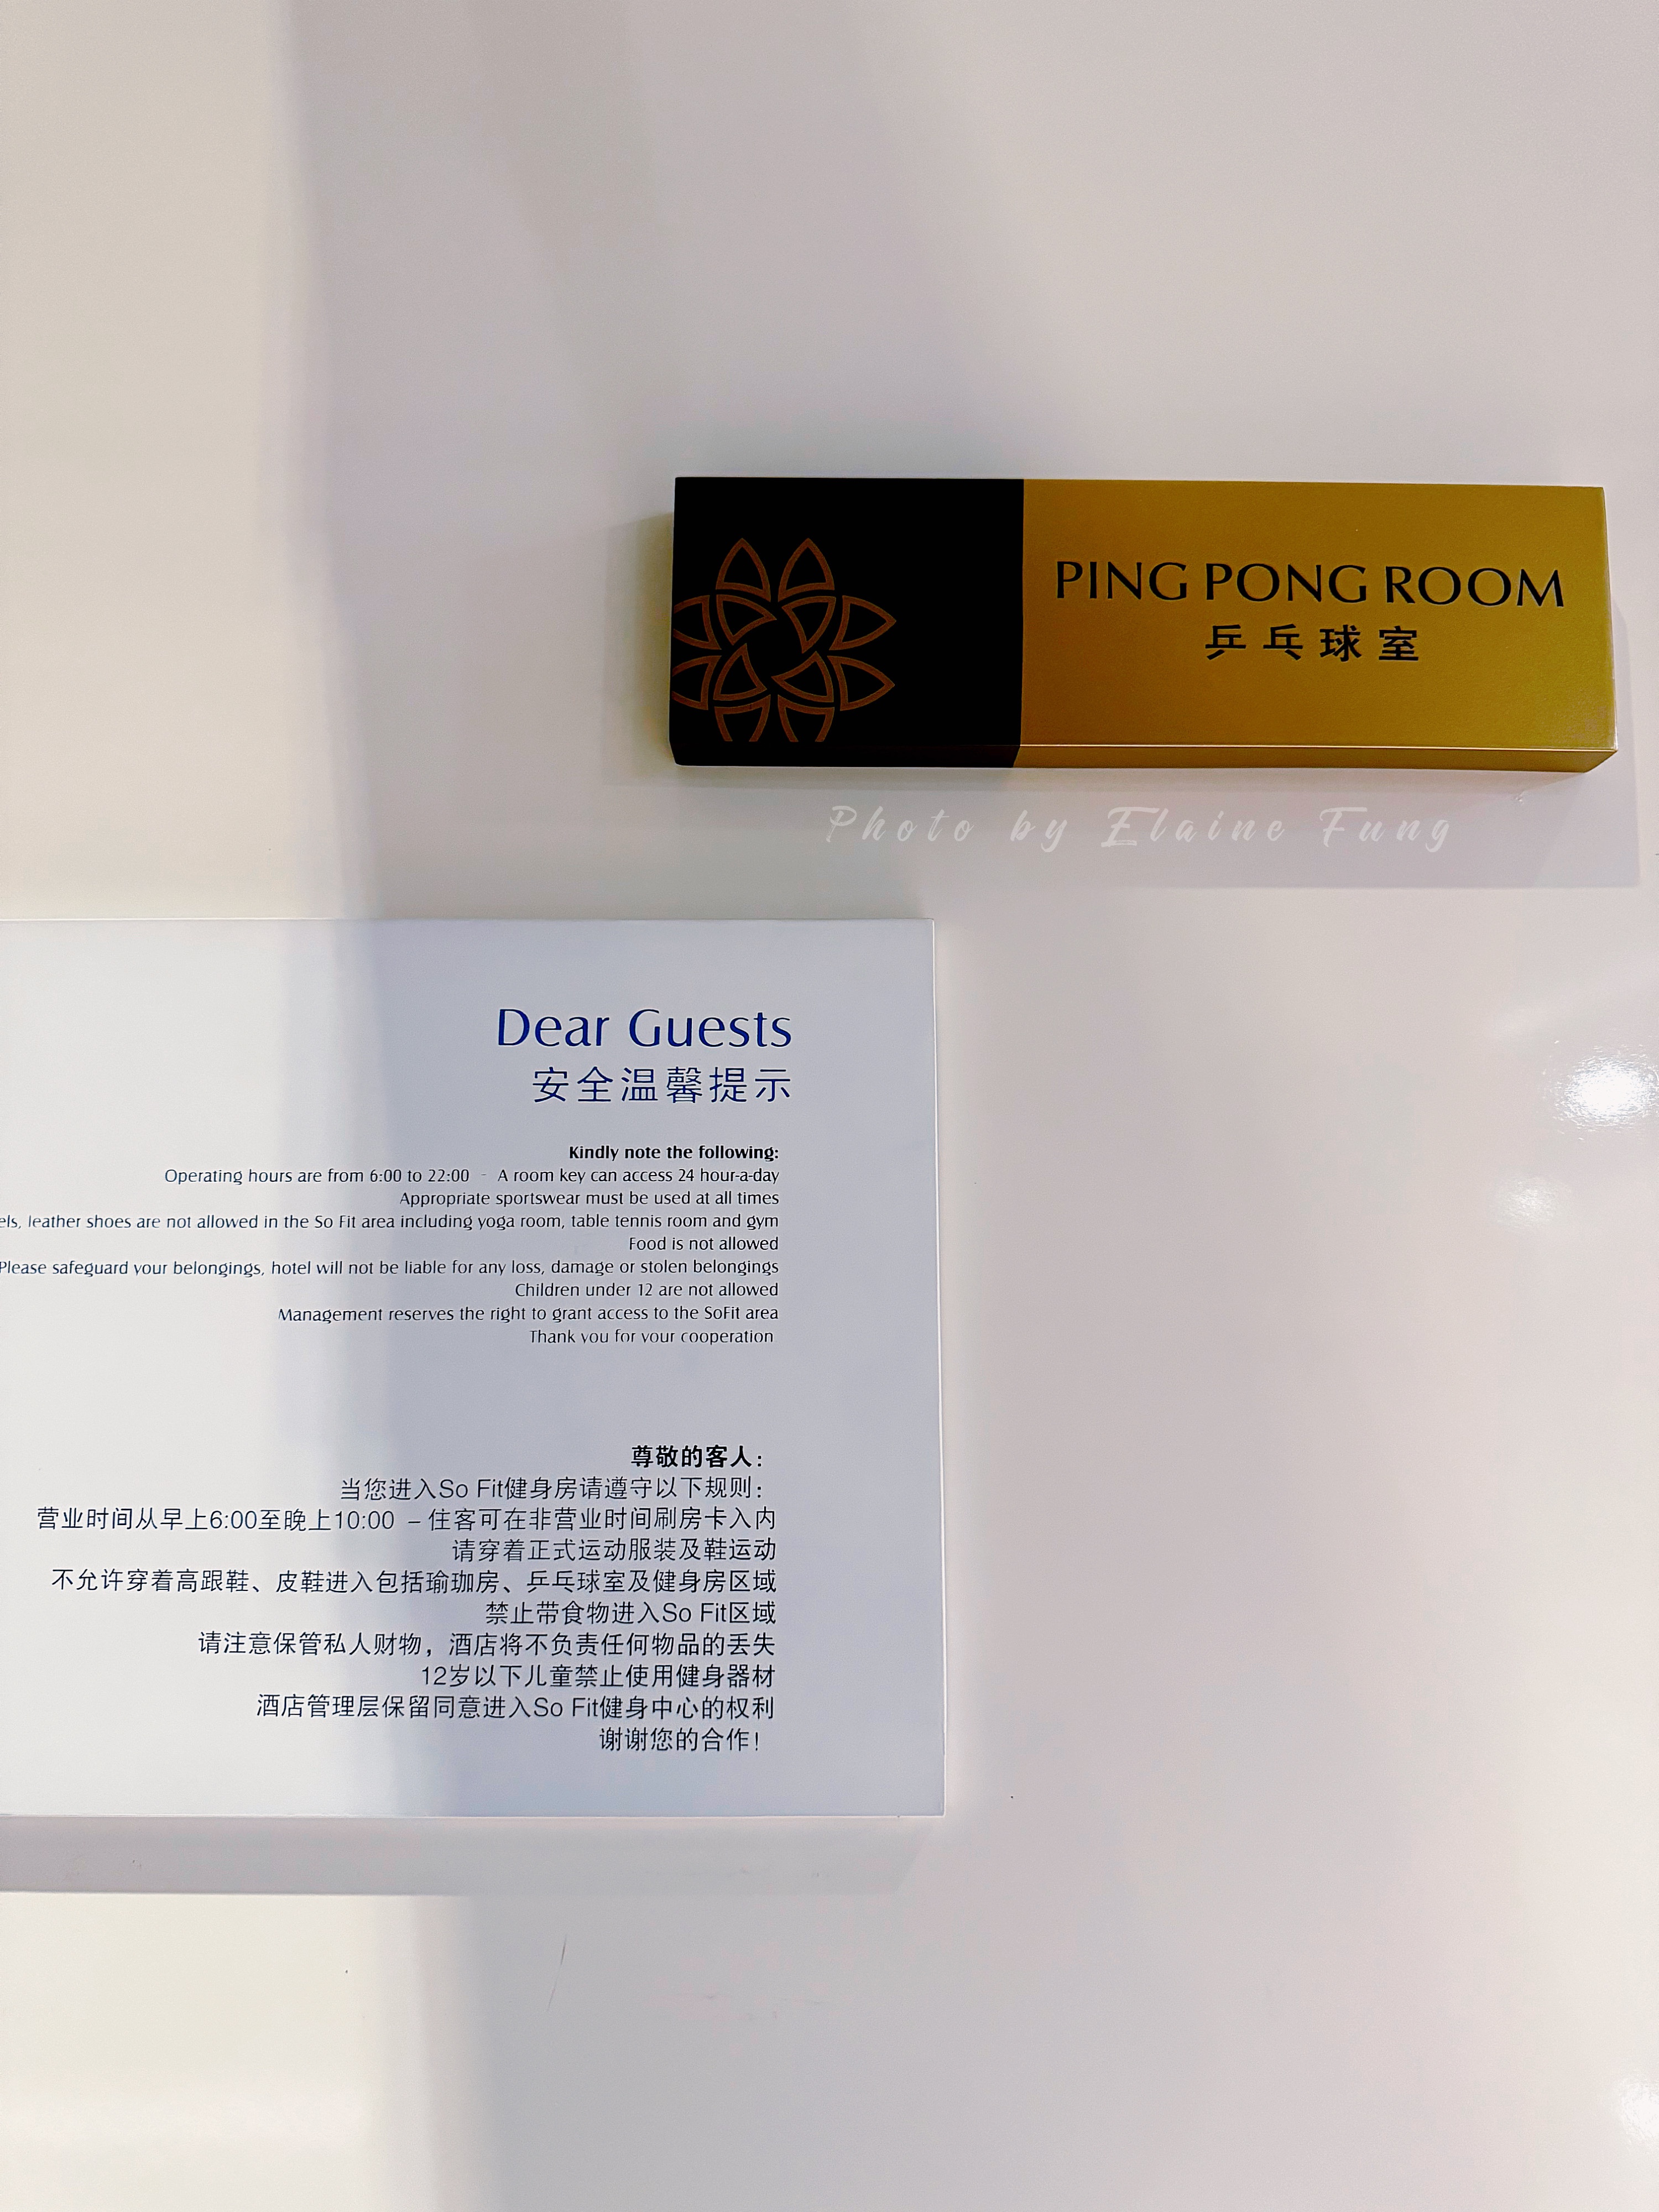 PING PONG ROOM
乒乓球室
Photo by Elaine Fung
Dear Guests
安全温馨提示
Kindly note the following:
Operating hours are from 6:00 to 22:00 - A room key can access 24 hour-a-day
Appropriate sportswear must be used at all times
leather shoes are not allowed in the So Fit area including yoga room, table tennis room and gym
Food is not allowed
Please safeguard your belongings, hotel will not be liable for any loss, damage or stolen belongings
Children under 12 are not allowed
Management reserves the right to grant access to the SoFit area
Thank you for your cooperation
尊敬的客人：
当您进入So Fit健身房请遵守以下规则：
营业时间从早上6:00至晚上10:00 – 住客可在非营业时间刷房卡入内
请穿着正式运动服装及鞋运动
不允许穿着高跟鞋、皮鞋进入包括瑜珈房、乒乓球室及健身房区域
禁止带食物进入So Fit区域
请注意保管私人财物，酒店将不负责任何物品的丢失
12岁以下儿童禁止使用健身器材
酒店管理层保留同意进入So Fit健身中心的权利
谢谢您的合作！